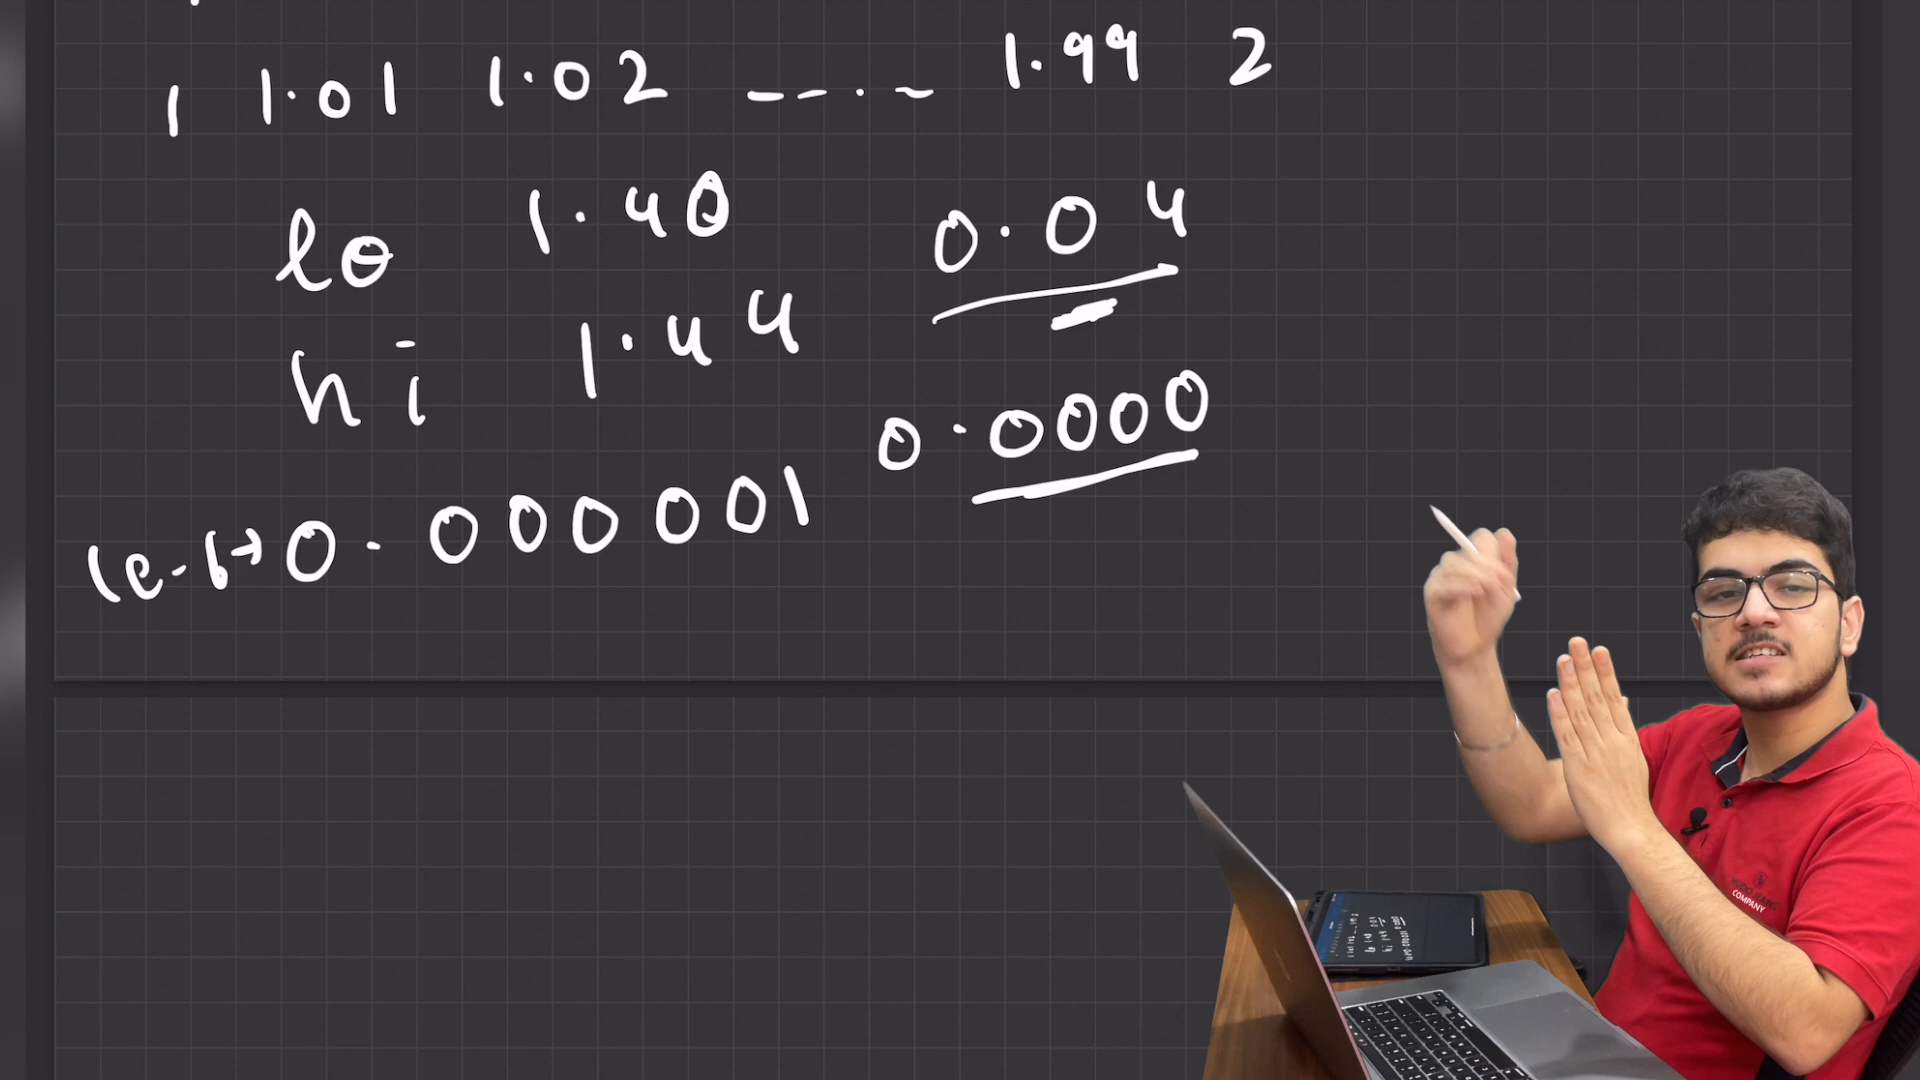 1 1.01 1.02 ----- 1.99 2
lo 1.40 0.04
hi 1.44
0.0000
1e-6→0.000001
COMPANY